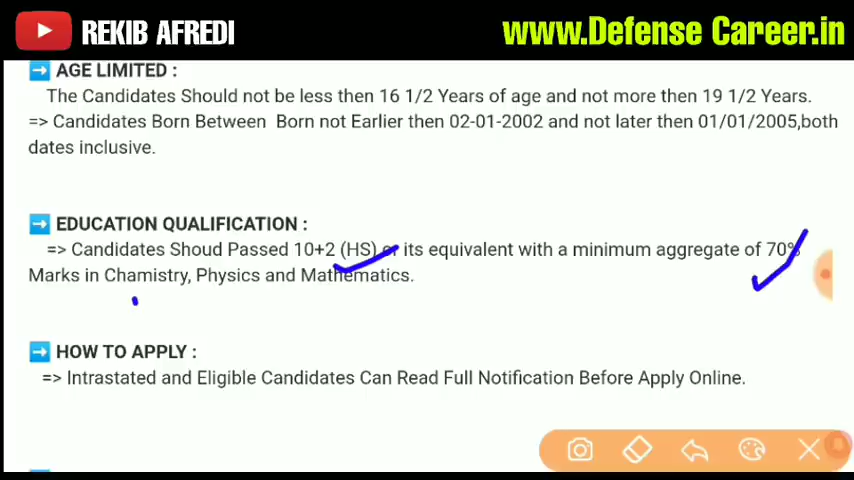 REKIB AFREDI
www.Defense Career.in
AGE LIMITED :
The Candidates Should not be less then 16 1/2 Years of age and not more then 19 1/2 Years.
=> Candidates Born Between Born not Earlier then 02-01-2002 and not later then 01/01/2005,both
dates inclusive.
EDUCATION QUALIFICATION :
=> Candidates Shoud Passed 10+2 (HS) or its equivalent with a minimum aggregate of 70%
Marks in Chamistry, Physics and Mathematics.
HOW TO APPLY :
=> Intrastated and Eligible Candidates Can Read Full Notification Before Apply Online.